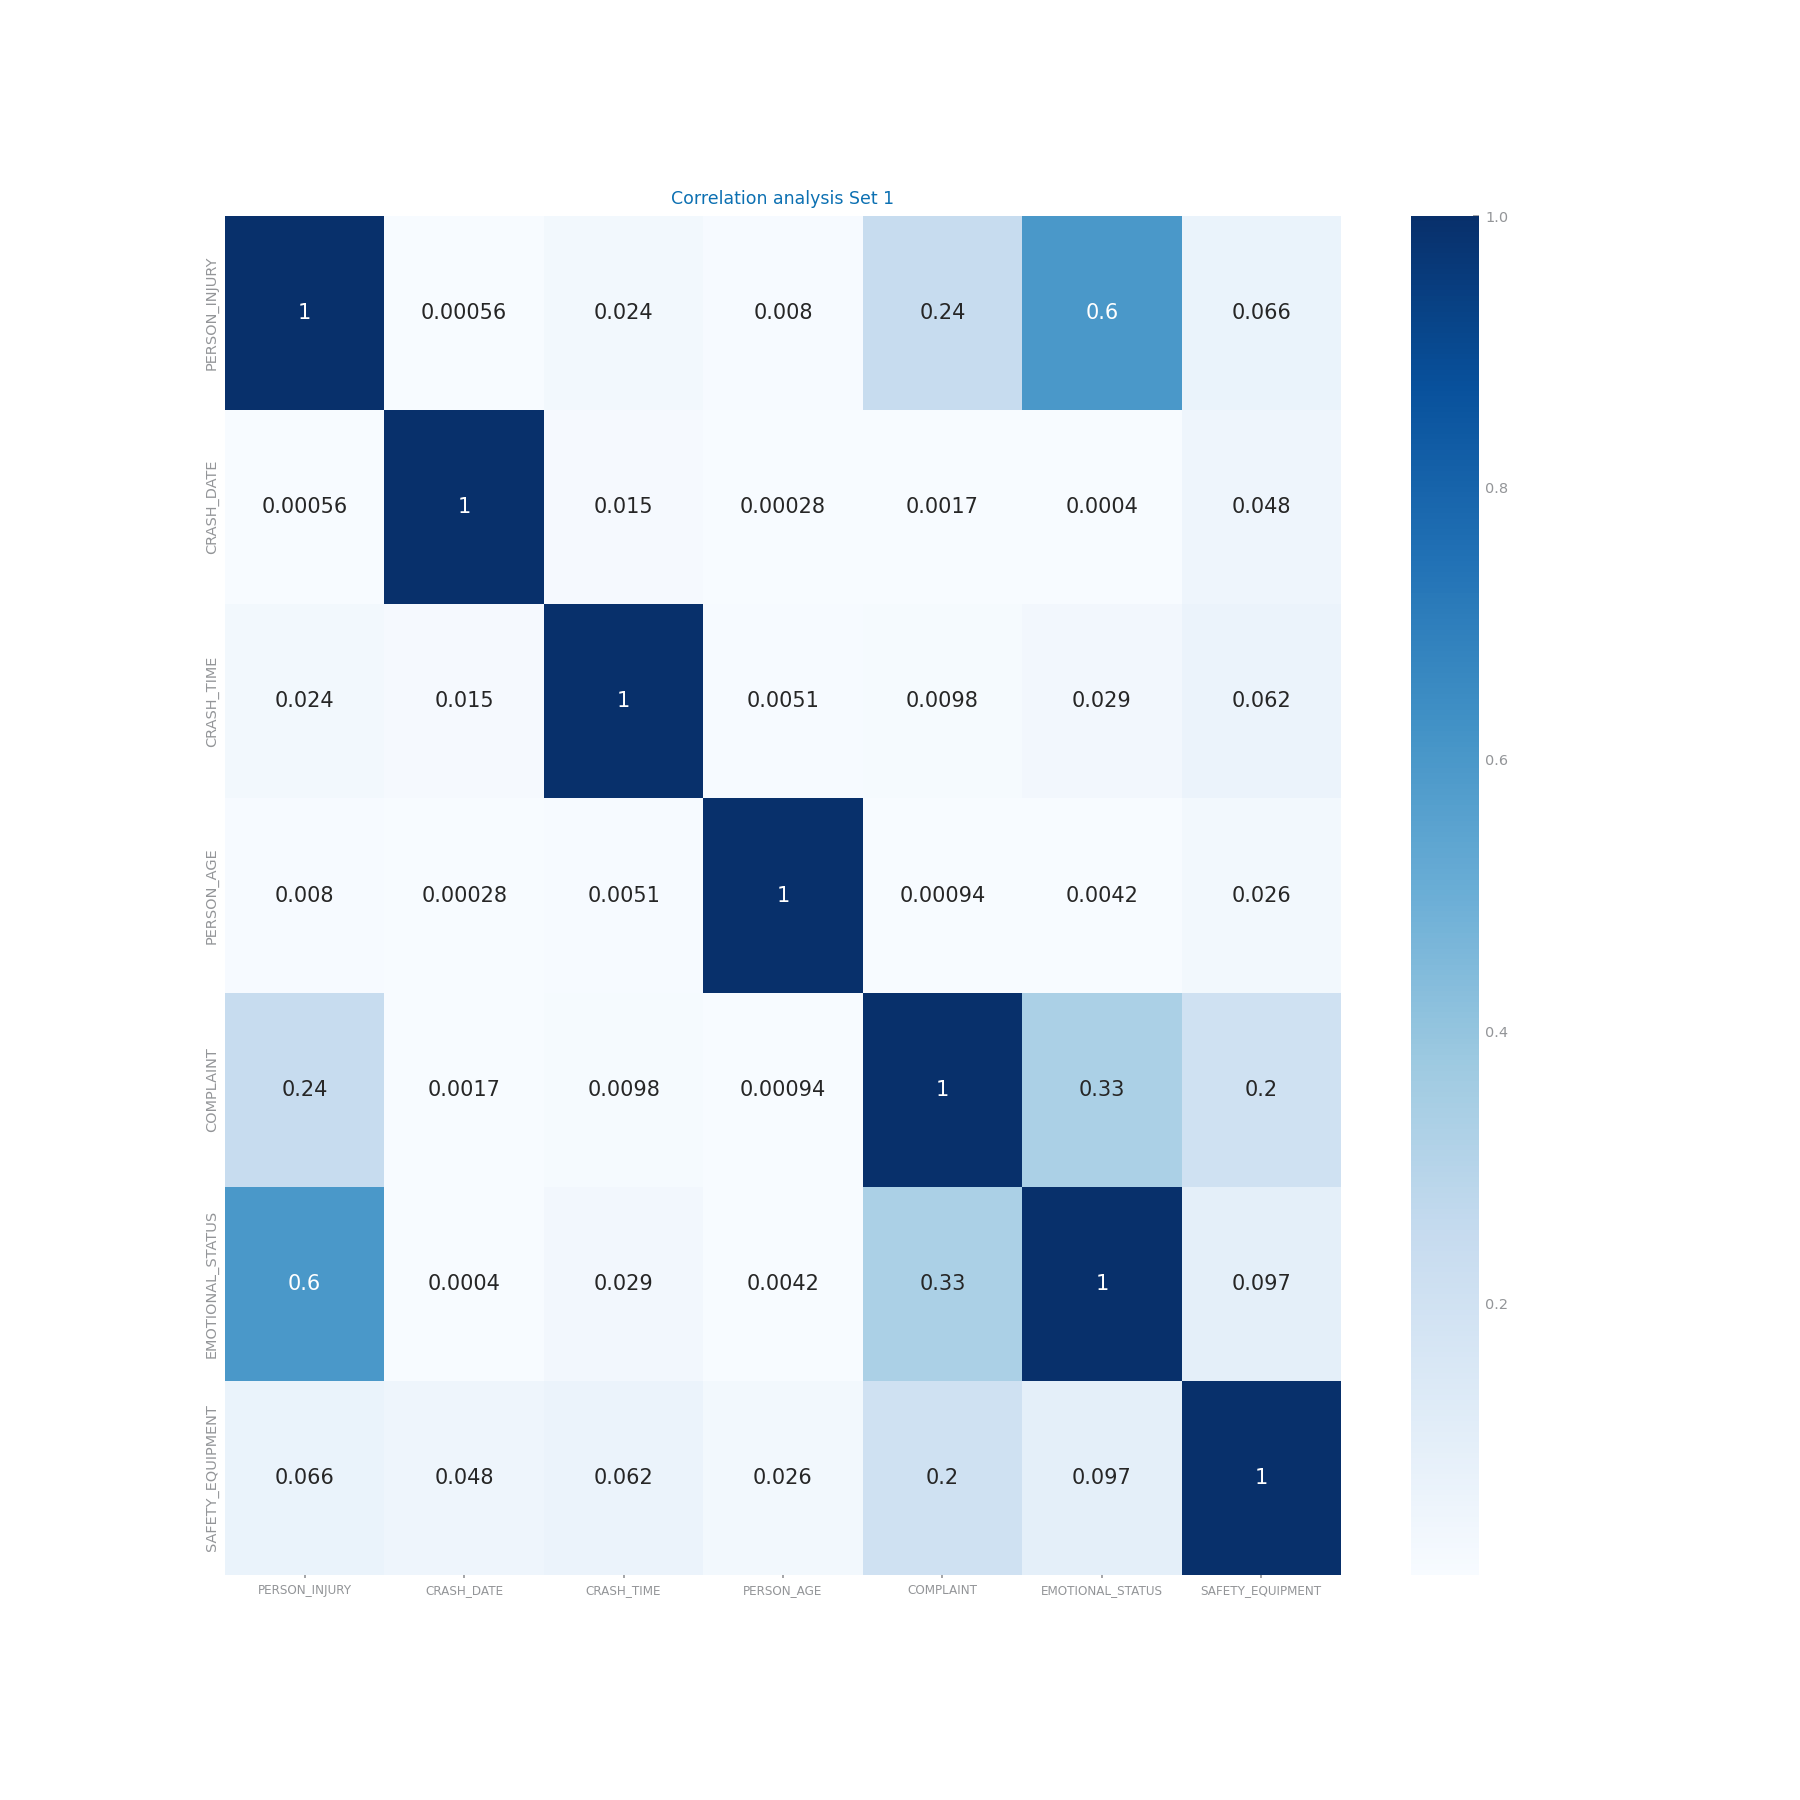 Correlation analysis Set 1
PERSON_INJURY 1 0.00056 0.024 0.008 0.24 0.6 0.066
CRASH_DATE 0.00056 1 0.015 0.00028 0.0017 0.0004 0.048
CRASH_TIME 0.024 0.015 1 0.0051 0.0098 0.029 0.062
PERSON_AGE 0.008 0.00028 0.0051 1 0.00094 0.0042 0.026
COMPLAINT 0.24 0.0017 0.0098 0.00094 1 0.33 0.2
EMOTIONAL_STATUS 0.6 0.0004 0.029 0.0042 0.33 1 0.097
SAFETY_EQUIPMENT 0.066 0.048 0.062 0.026 0.2 0.097 1
PERSON_INJURY CRASH_DATE CRASH_TIME PERSON_AGE COMPLAINT EMOTIONAL_STATUS SAFETY_EQUIPMENT
1.0
0.8
0.6
0.4
0.2